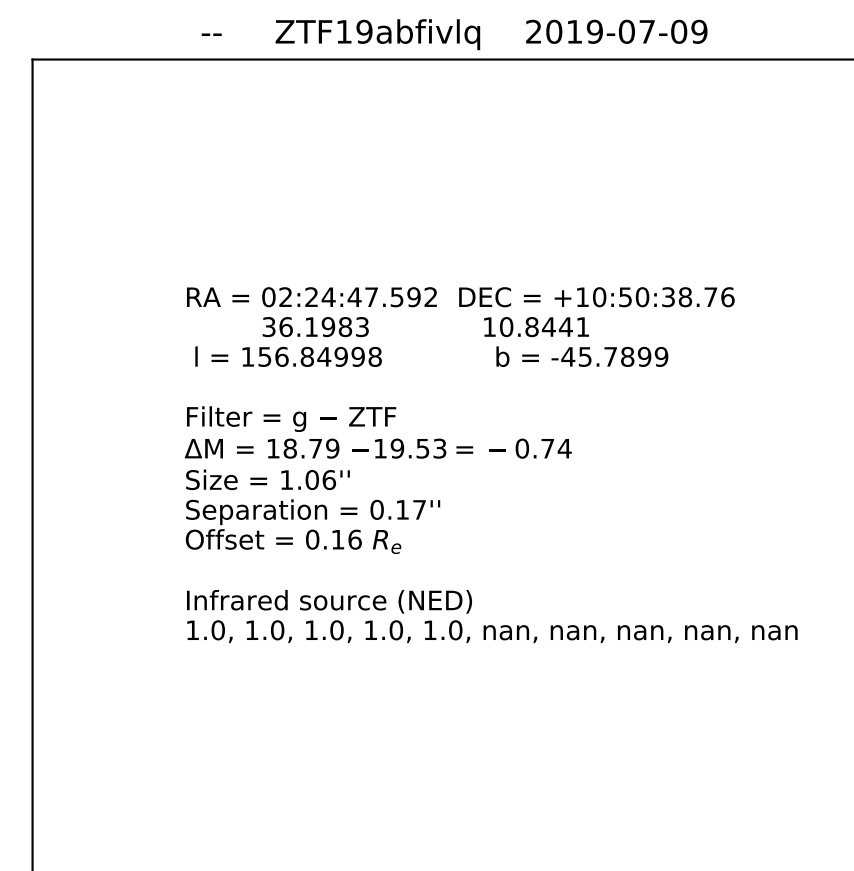 --     ZTF19abfivlq    2019-07-09
RA = 02:24:47.592  DEC = +10:50:38.76
36.1983    10.8441
l = 156.84998    b = -45.7899
Filter = g − ZTF
ΔM = 18.79 −19.53 = − 0.74
Size = 1.06''
Separation = 0.17''
Offset = 0.16 Re
Infrared source (NED)
1.0, 1.0, 1.0, 1.0, 1.0, nan, nan, nan, nan, nan